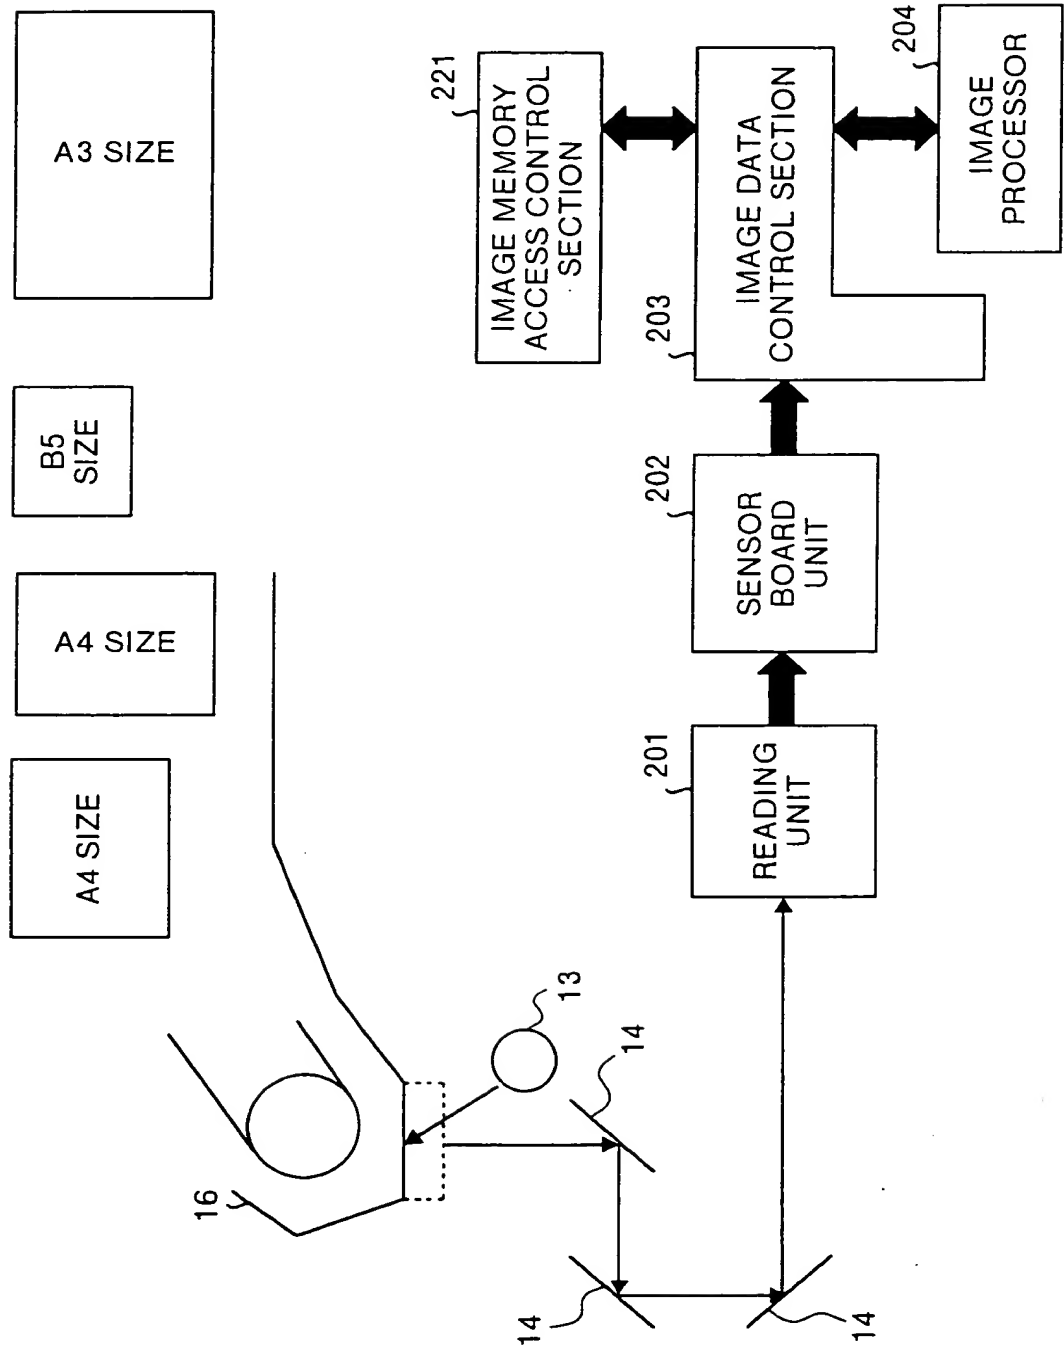 A4 SIZE
A4 SIZE
B5
SIZE
A3 SIZE
16
13
14
14
14
201
READING
UNIT
202
SENSOR
BOARD
UNIT
203
IMAGE DATA
CONTROL SECTION
221
IMAGE MEMORY
ACCESS CONTROL
SECTION
204
IMAGE
PROCESSOR